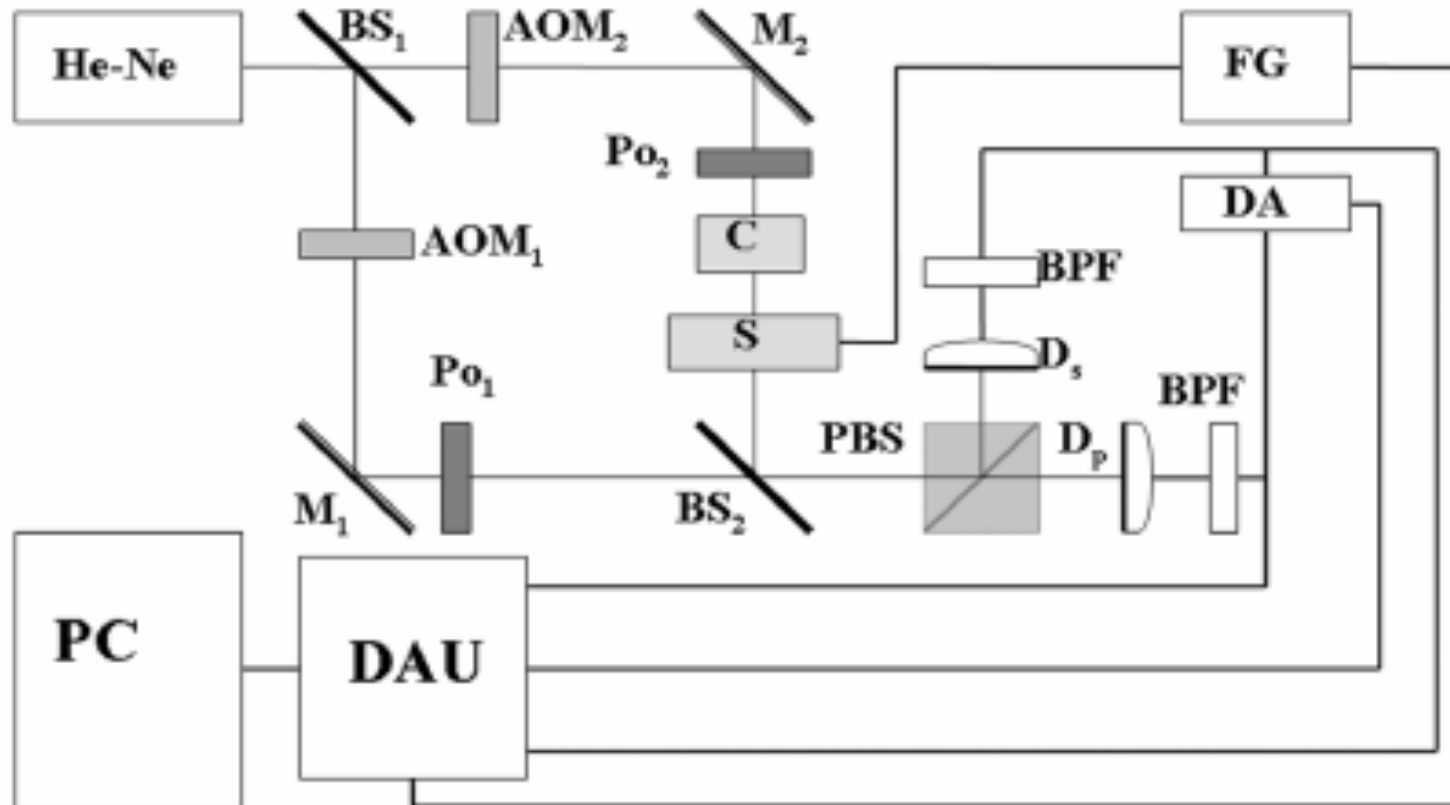 He-Ne
BS₁
AOM₂
M₂
FG
Po₂
DA
C
AOM₁
BPF
S
Dₛ
Po₁
BPF
PBS
Dₚ
M₁
BS₂
PC
DAU